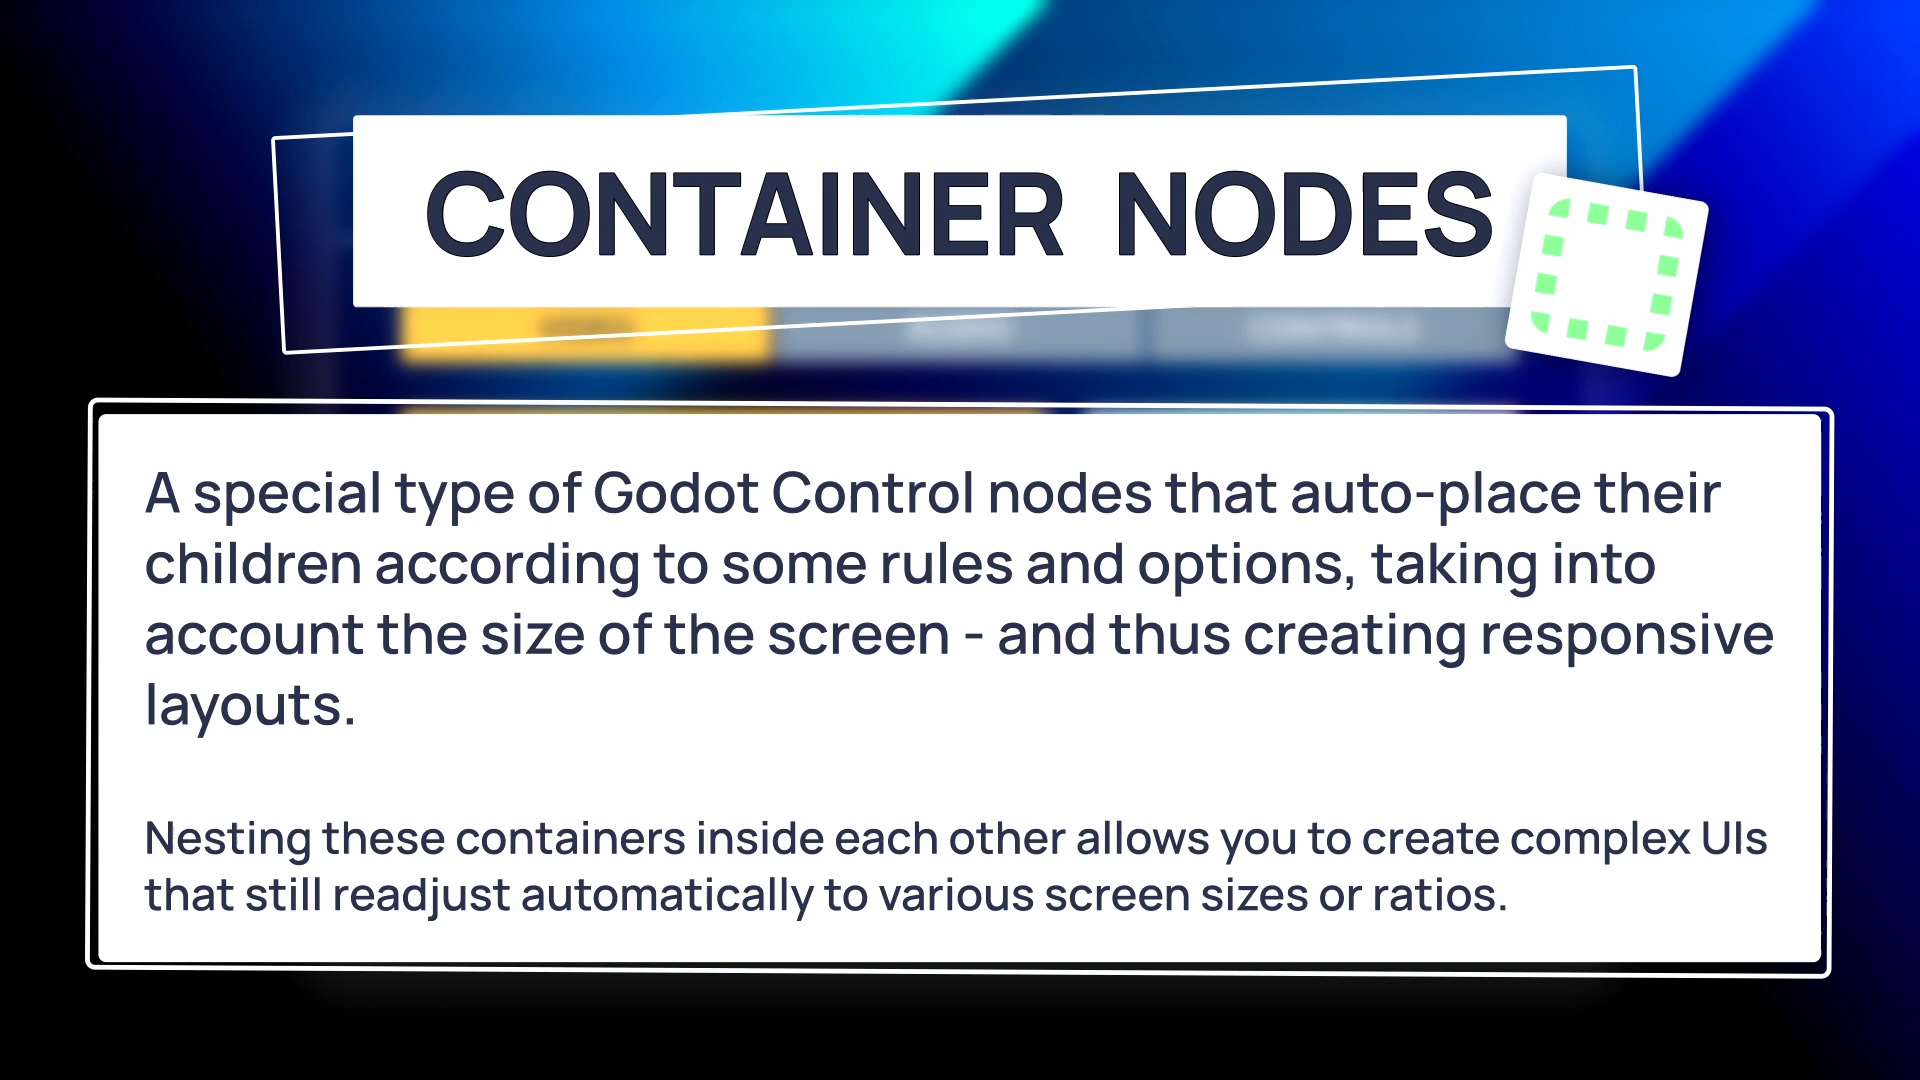 CONTAINER NODES
CONTROLS
A special type of Godot Control nodes that auto-place their
children according to some rules and options, taking into
account the size of the screen - and thus creating responsive
layouts.
Nesting these containers inside each other allows you to create complex UIs
that still readjust automatically to various screen sizes or ratios.